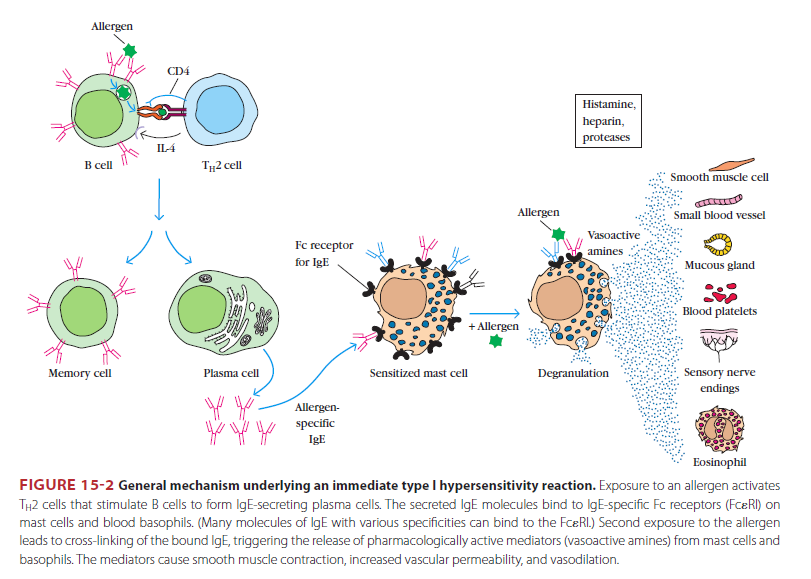 Allergen
CD4
IL-4
B cell
TH2 cell
Histamine,
heparin,
proteases
Smooth muscle cell
Small blood vessel
Mucous gland
Blood platelets
Sensory nerve
endings
Eosinophil
Allergen
Vasoactive
amines
Fc receptor
for IgE
+ Allergen
Memory cell
Plasma cell
Sensitized mast cell
Degranulation
Allergen-
specific
IgE
FIGURE 15-2 General mechanism underlying an immediate type I hypersensitivity reaction. Exposure to an allergen activates
TH2 cells that stimulate B cells to form IgE-secreting plasma cells. The secreted IgE molecules bind to IgE-specific Fc receptors (FcεRI) on
mast cells and blood basophils. (Many molecules of IgE with various specificities can bind to the FcεRI.) Second exposure to the allergen
leads to cross-linking of the bound IgE, triggering the release of pharmacologically active mediators (vasoactive amines) from mast cells and
basophils. The mediators cause smooth muscle contraction, increased vascular permeability, and vasodilation.